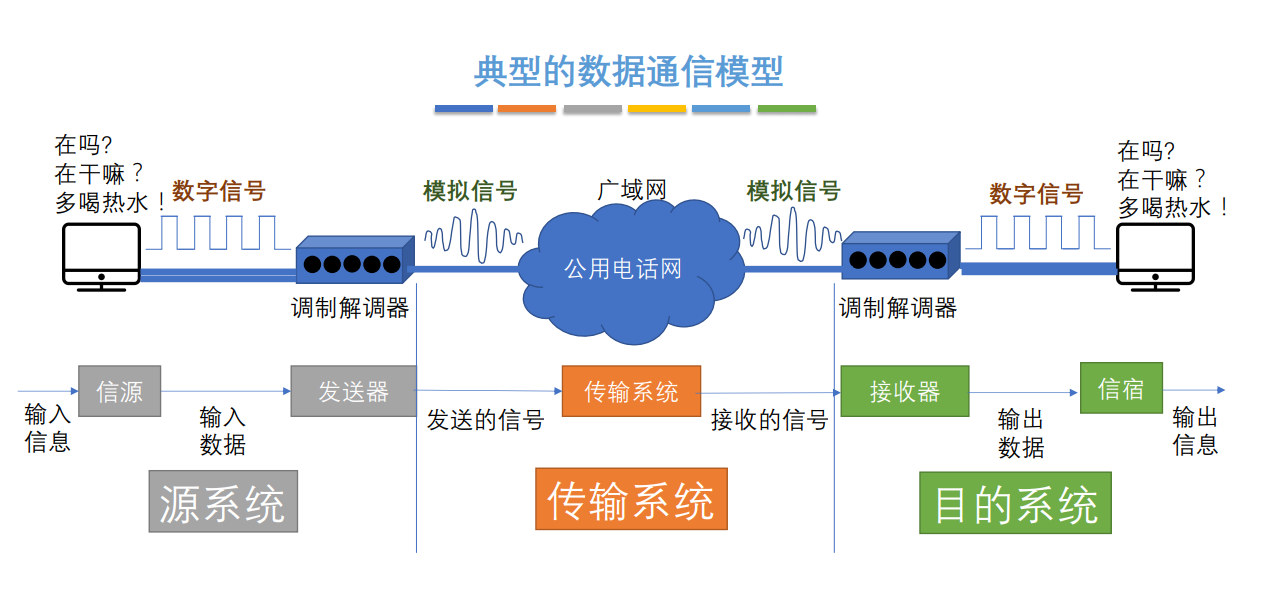 典型的数据通信模型
在吗?
在干嘛？
多喝热水！
数字信号
模拟信号
广域网
公用电话网
模拟信号
数字信号
在吗?
在干嘛？
多喝热水！
调制解调器
调制解调器
信源
发送器
传输系统
接收器
信宿
输入
信息
输入
数据
发送的信号
接收的信号
输出
数据
输出
信息
源系统
传输系统
目的系统